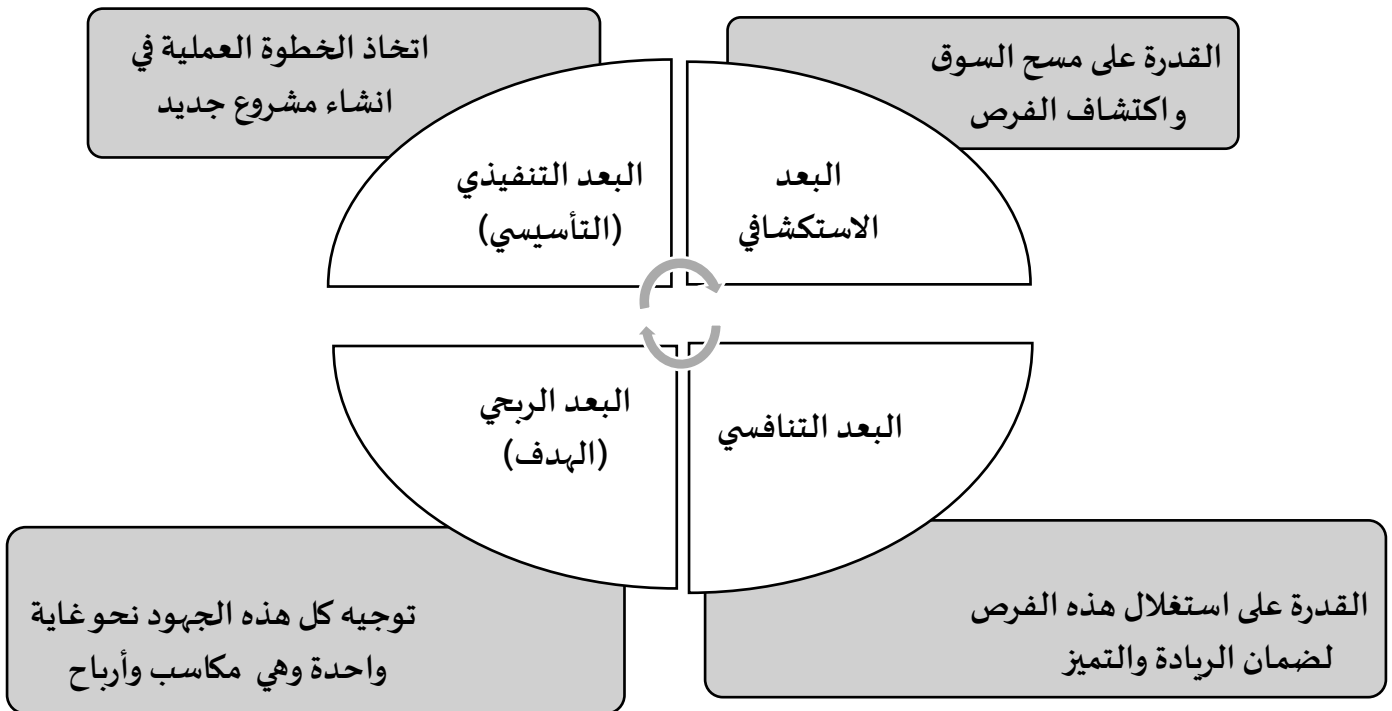 القدرة على مسح السوق
واكتشاف الفرص
البعد
الاستكشافي
اتخاذ الخطوة العملية في
انشاء مشروع جديد
البعد التنفيذي
(التأسيسي)
البعد التنافسي
القدرة على استغلال هذه الفرص
لضمان الريادة والتميز
البعد الربحي
(الهدف)
توجيه كل هذه الجهود نحو غاية
واحدة وهي مكاسب وأرباح